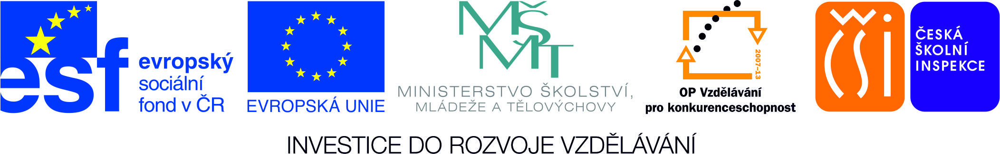 esf
evropský
sociální
fond v ČR
EVROPSKÁ UNIE
MŠMT
MINISTERSTVO ŠKOLSTVÍ,
MLÁDEŽE A TĚLOVÝCHOVY
2007-13
OP Vzdělávání
pro konkurenceschopnost
ČŠI
ČESKÁ
ŠKOLNÍ
INSPEKCE
INVESTICE DO ROZVOJE VZDĚLÁVÁNÍ